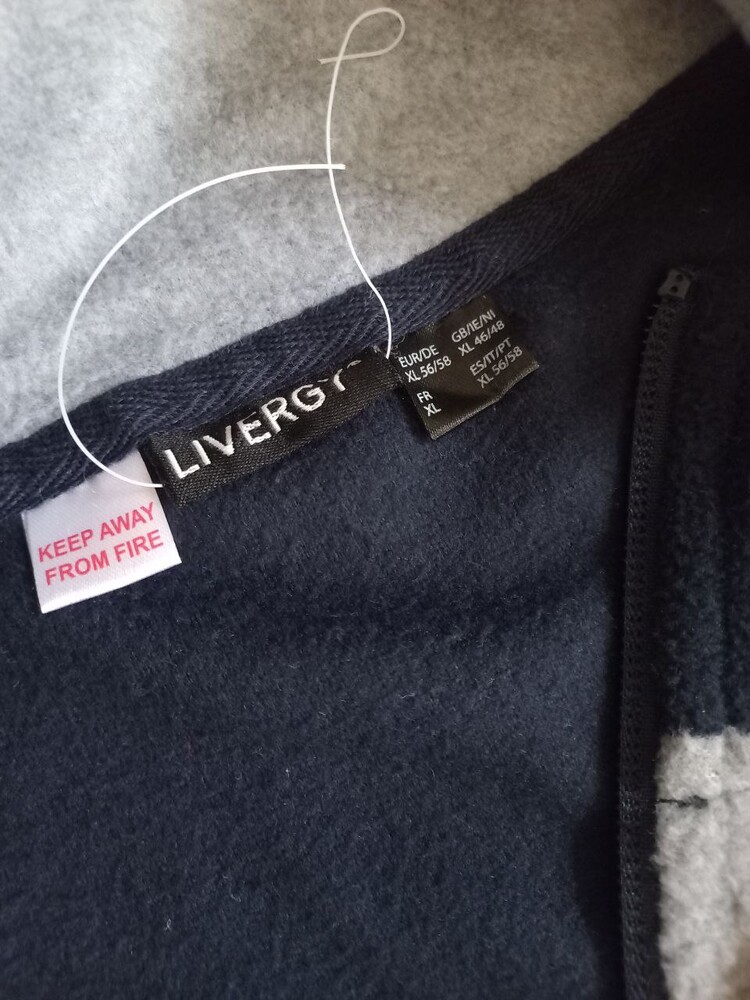 LIVERGY
EUR/DE
XL 56/58
GB/IE/NI
XL 46/48
FR
XL
ES/IT/PT
XL 56/58
KEEP AWAY
FROM FIRE